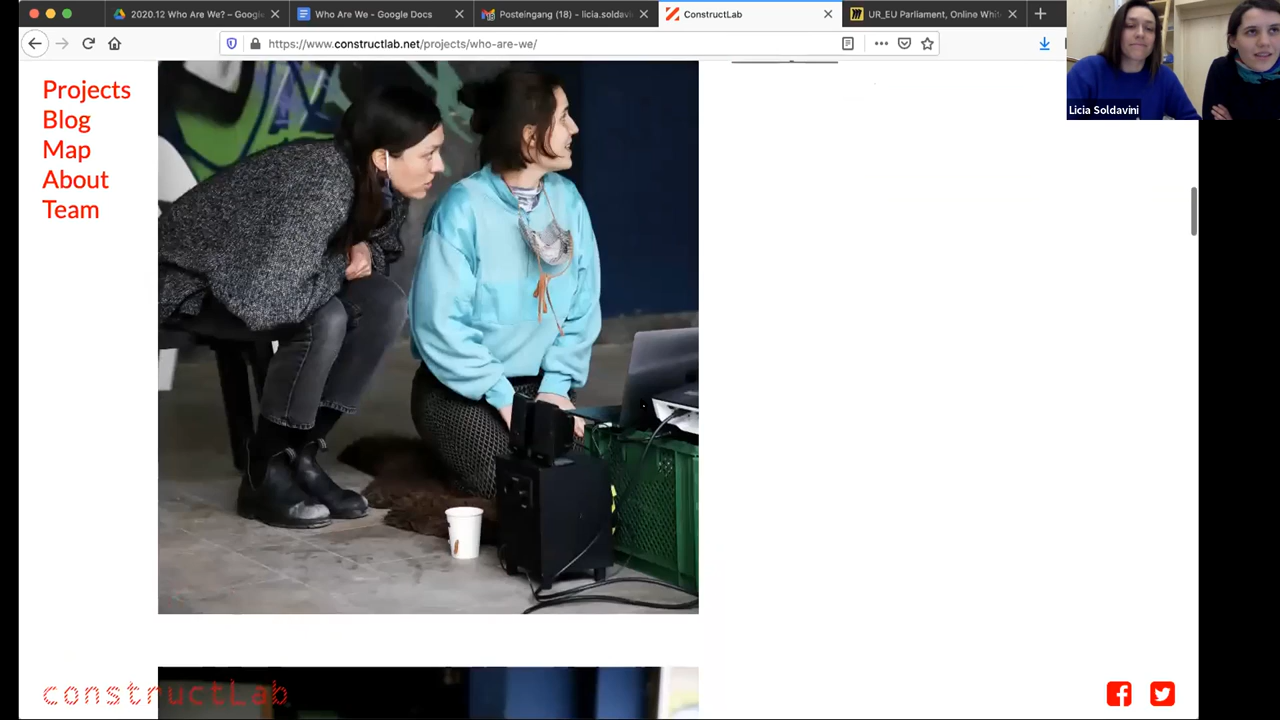 2020.12 Who Are We? – Google
Who Are We - Google Docs
Posteingang (18) - licia.soldavi
ConstructLab
UR_EU Parliament, Online Whit
https://www.constructlab.net/projects/who-are-we/
Licia Soldavini
Projects
Blog
Map
About
Team
constructLab